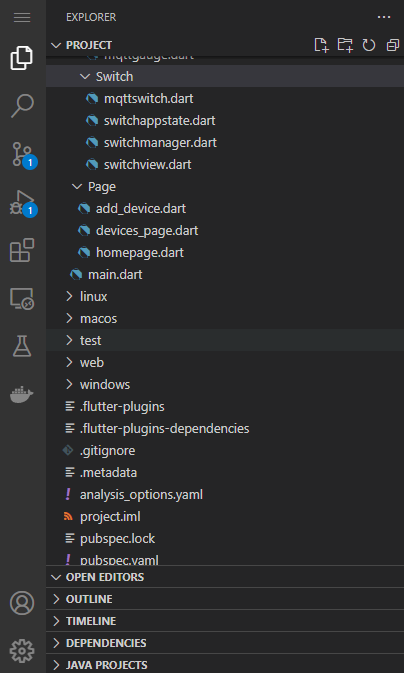 EXPLORER
PROJECT
mqttgauge.dart
Switch
mqttswitch.dart
switchappstate.dart
switchmanager.dart
switchview.dart
Page
add_device.dart
devices_page.dart
homepage.dart
main.dart
linux
macos
test
web
windows
.flutter-plugins
.flutter-plugins-dependencies
.gitignore
.metadata
analysis_options.yaml
project.iml
pubspec.lock
pubspec.yaml
OPEN EDITORS
OUTLINE
TIMELINE
DEPENDENCIES
JAVA PROJECTS
1
1